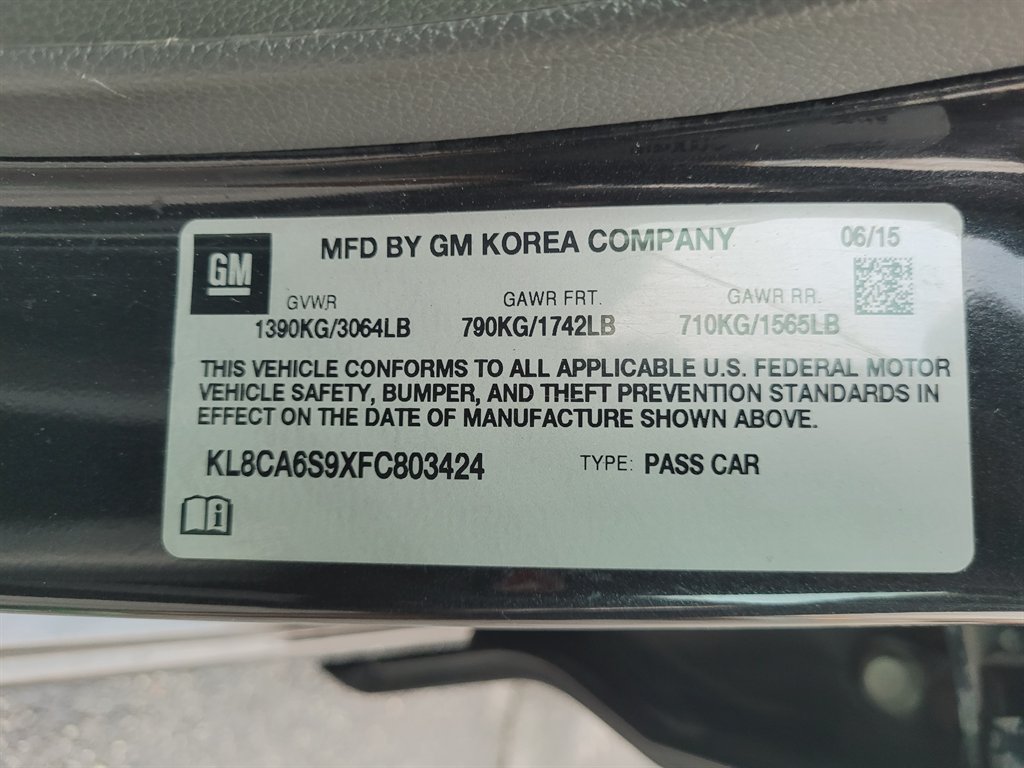 GM
MFD BY GM KOREA COMPANY 06/15
GVWR GAWR FRT. GAWR RR.
1390KG/3064LB 790KG/1742LB 710KG/1565LB
THIS VEHICLE CONFORMS TO ALL APPLICABLE U.S. FEDERAL MOTOR
VEHICLE SAFETY, BUMPER, AND THEFT PREVENTION STANDARDS IN
EFFECT ON THE DATE OF MANUFACTURE SHOWN ABOVE.
KL8CA6S9XFC803424 TYPE: PASS CAR
i